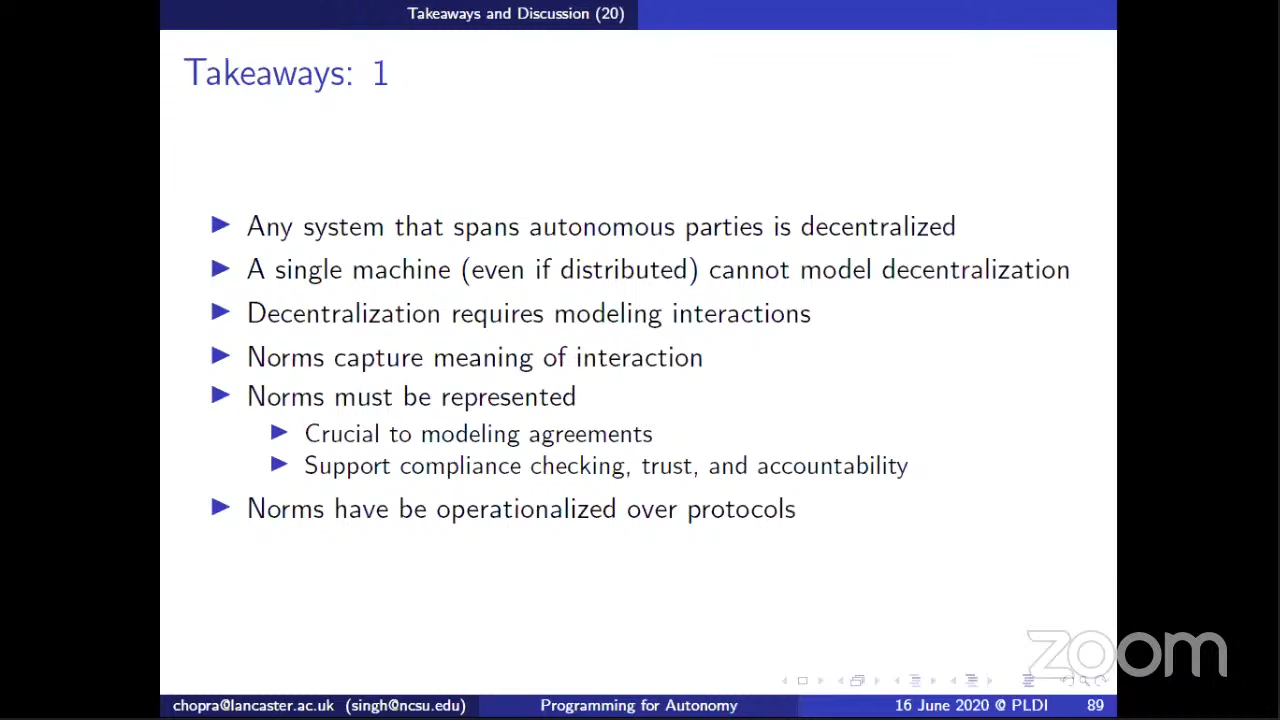 Takeaways and Discussion (20)
Takeaways: 1
Any system that spans autonomous parties is decentralized
A single machine (even if distributed) cannot model decentralization
Decentralization requires modeling interactions
Norms capture meaning of interaction
Norms must be represented
Crucial to modeling agreements
Support compliance checking, trust, and accountability
Norms have be operationalized over protocols
zoom
chopra@lancaster.ac.uk (singh@ncsu.edu) Programming for Autonomy 16 June 2020 @ PLDI 89